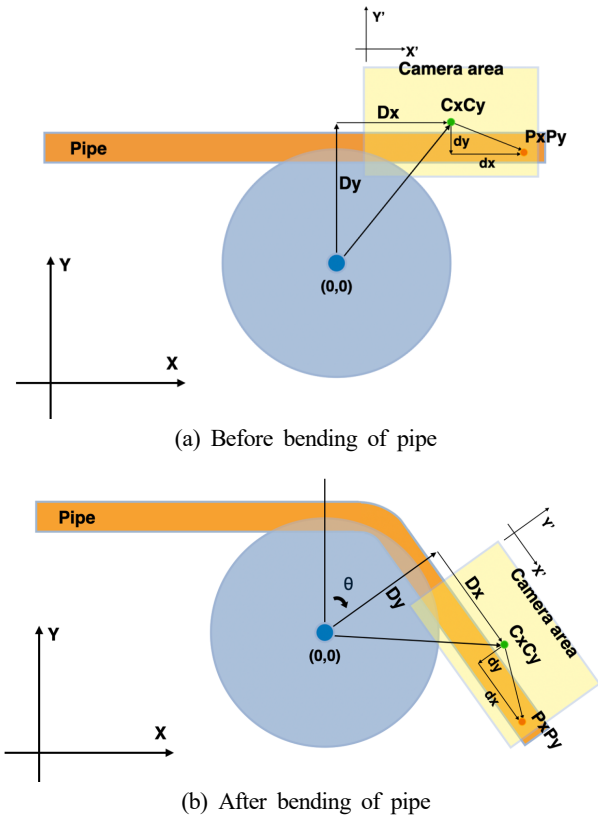 Y'
X'
Camera area
CxCy
Dx
PxPy
Pipe
dy
dx
Dy
(0,0)
Y
X
(a) Before bending of pipe
Pipe
Y'
X'
Camera area
θ
Dx
Dy
CxCy
(0,0)
dy
dx
Y
PxPy
X
(b) After bending of pipe